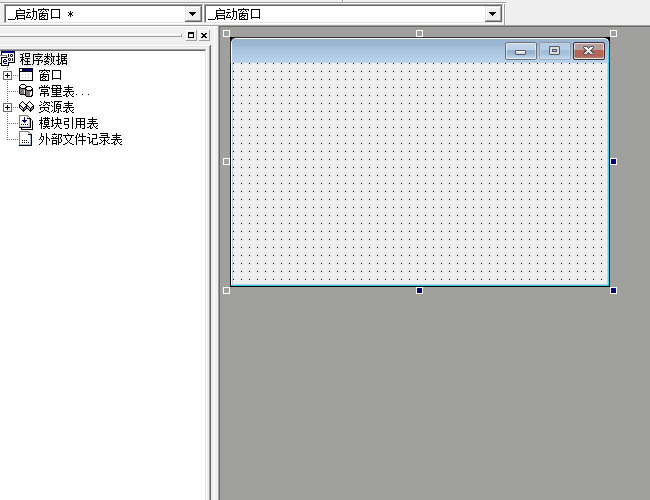 _启动窗口 *
_启动窗口
程序数据
窗口
常量表...
资源表
模块引用表
外部文件记录表